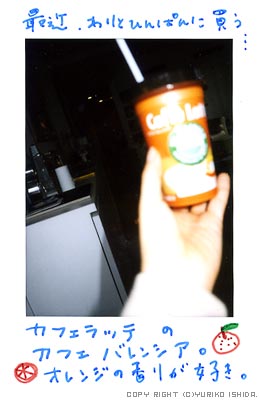 最近、わりとひんぱんに買う…
Caffè Latte
カフェラッテ の
カフェ バレンシア。
オレンジの香りが好き。
COPY RIGHT (C)YURIKO ISHIDA.